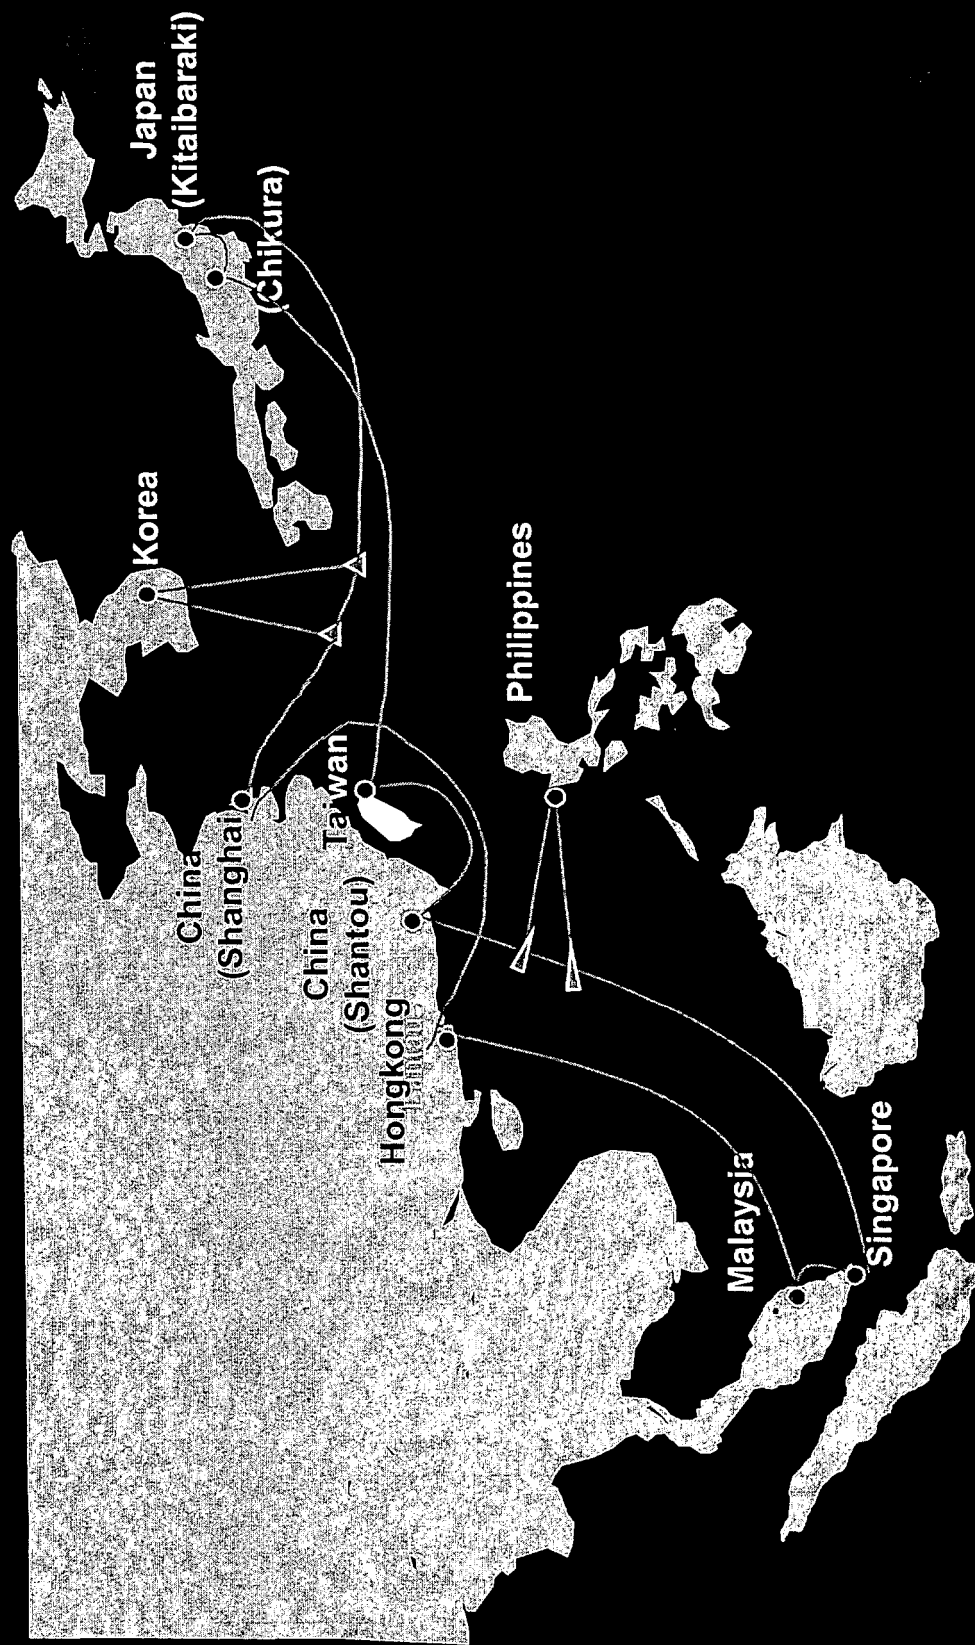 Japan
(Kitaibaraki)
(Chikura)
Korea
Philippines
China
(Shanghai)
Taiwan
China
(Shantou)
Hongkong
Malaysia
Singapore